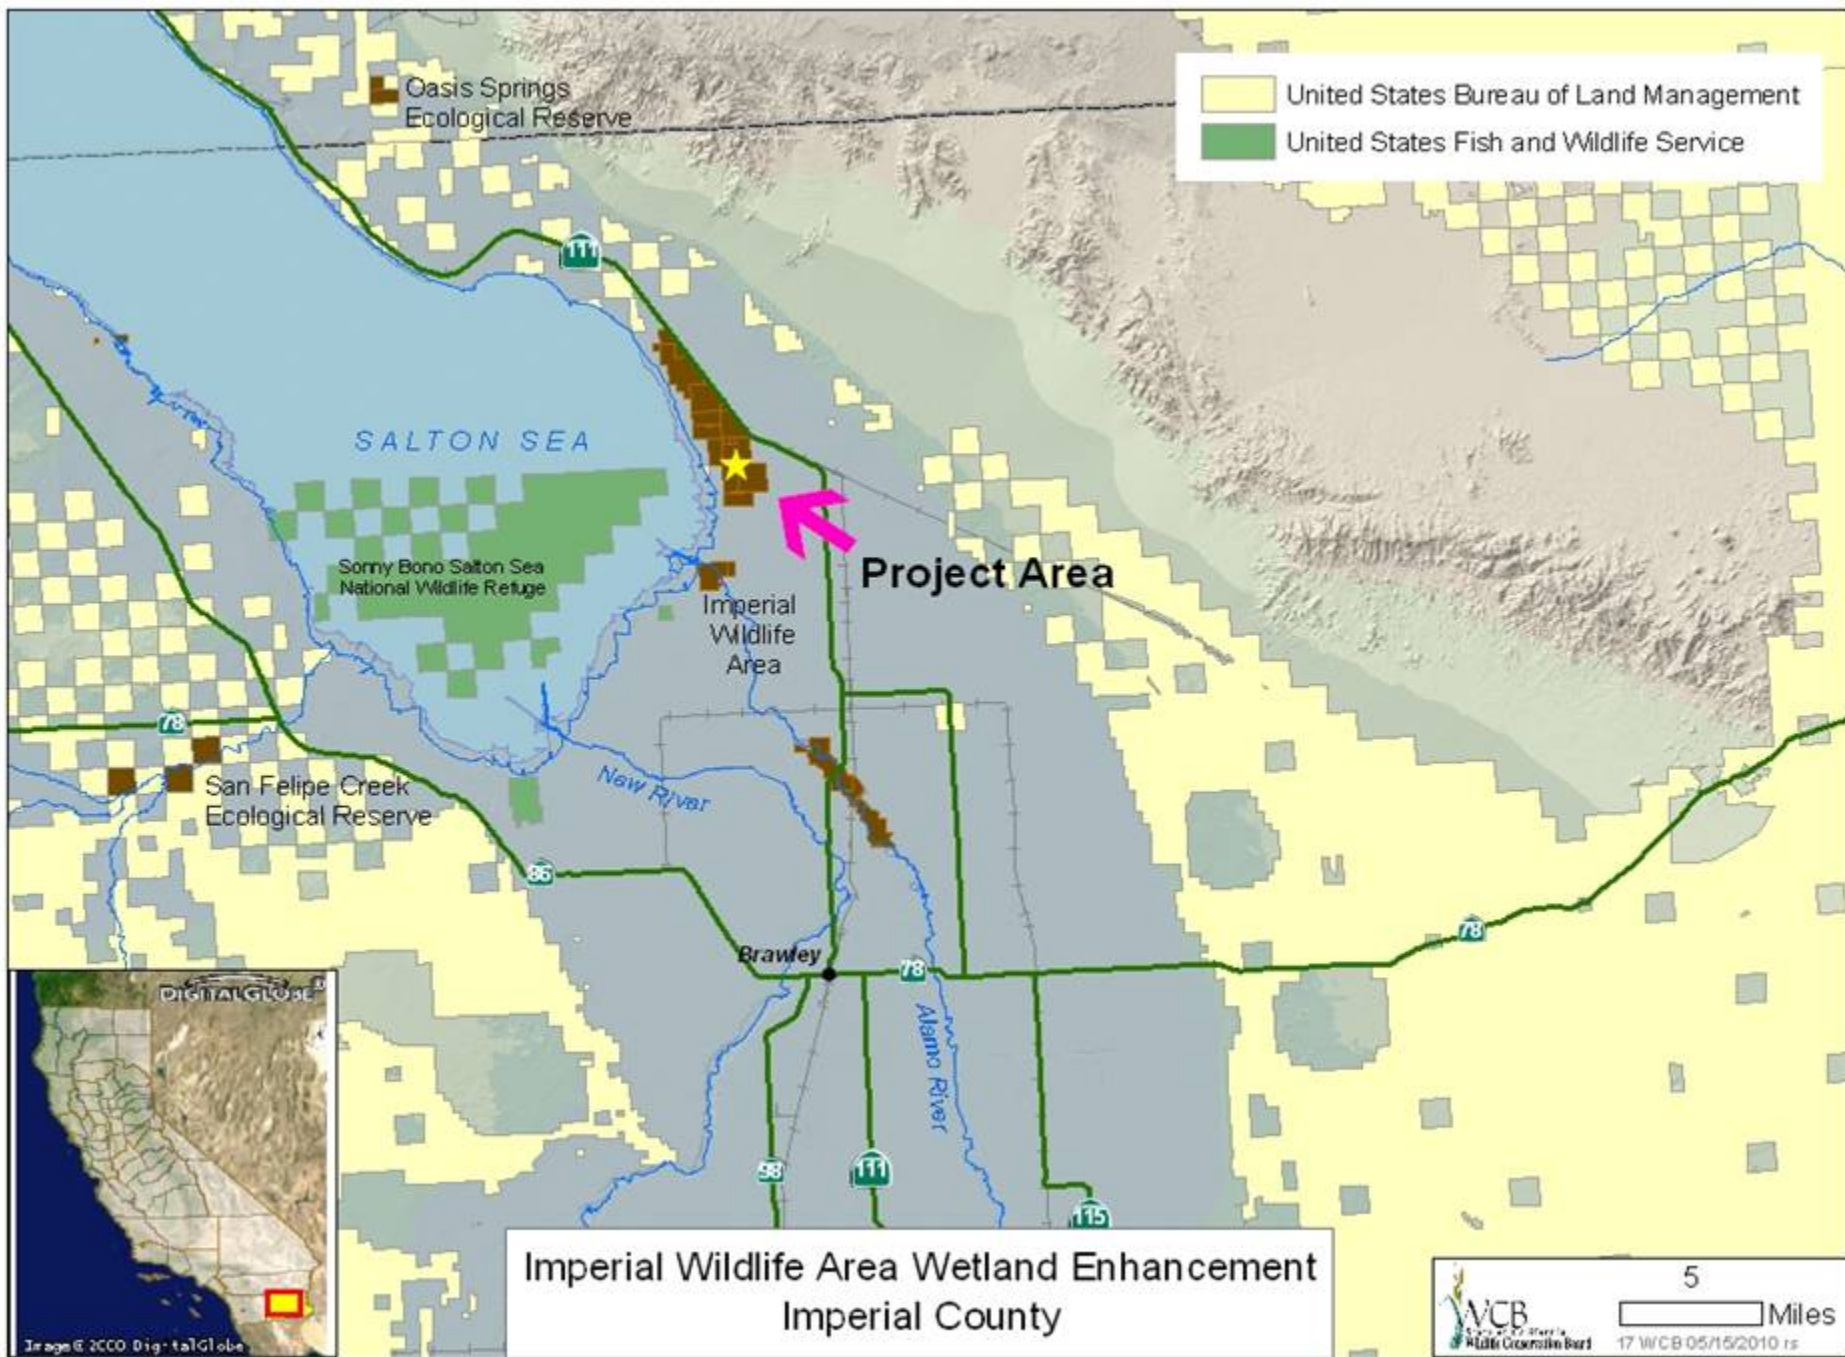 Oasis Springs
Ecological Reserve
United States Bureau of Land Management
United States Fish and Wildlife Service
111
SALTON SEA
Sonny Bono Salton Sea
National Wildlife Refuge
Project Area
Imperial
Wildlife
Area
78
San Felipe Creek
Ecological Reserve
New River
86
78
Brawley
78
Alamo River
98
111
115
DIGITALGLOBE
Imperial Wildlife Area Wetland Enhancement
Imperial County
5
Miles
WCB
Wildlife Conservation Board
17 WCB 05/15/2010 rs